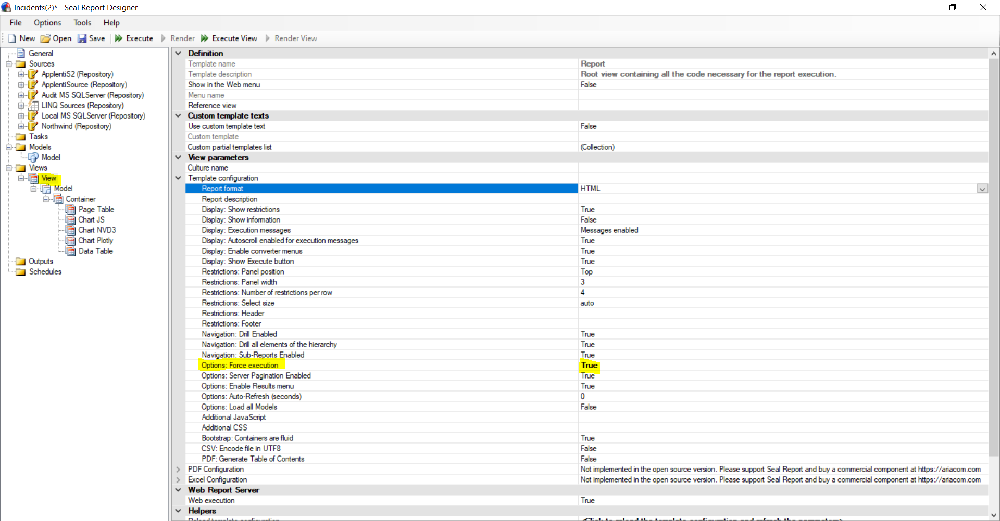 Incidents(2)* - Seal Report Designer
File Options Tools Help
New Open Save Execute Render Execute View Render View
General
Sources
ApplentiS2 (Repository)
ApplentiSource (Repository)
Audit MS SQLServer (Repository)
LINQ Sources (Repository)
Local MS SQLServer (Repository)
Northwind (Repository)
Tasks
Models
Model
Views
View
Model
Container
Page Table
Chart JS
Chart NVD3
Chart Plotly
Data Table
Outputs
Schedules
Definition
Template name Report
Template description Root view containing all the code necessary for the report execution.
Show in the Web menu False
Menu name
Reference view
Custom template texts
Use custom template text False
Custom template
Custom partial templates list (Collection)
View parameters
Culture name
Template configuration
Report format HTML
Report description
Display: Show restrictions True
Display: Show information False
Display: Execution messages Messages enabled
Display: Autoscroll enabled for execution messages True
Display: Enable converter menus True
Display: Show Execute button True
Restrictions: Panel position Top
Restrictions: Panel width 3
Restrictions: Number of restrictions per row 4
Restrictions: Select size auto
Restrictions: Header
Restrictions: Footer
Navigation: Drill Enabled True
Navigation: Drill all elements of the hierarchy True
Navigation: Sub-Reports Enabled True
Options: Force execution True
Options: Server Pagination Enabled True
Options: Enable Results menu True
Options: Auto-Refresh (seconds) 0
Options: Load all Models False
Additional JavaScript
Additional CSS
Bootstrap: Containers are fluid True
CSV: Encode file in UTF8 False
PDF: Generate Table of Contents False
PDF Configuration Not implemented in the open source version. Please support Seal Report and buy a commercial component at https://ariacom.com
Excel Configuration Not implemented in the open source version. Please support Seal Report and buy a commercial component at https://ariacom.com
Web Report Server
Web execution True
Helpers
Reload template configuration <Click to reload the template configuration and refresh the parameters>